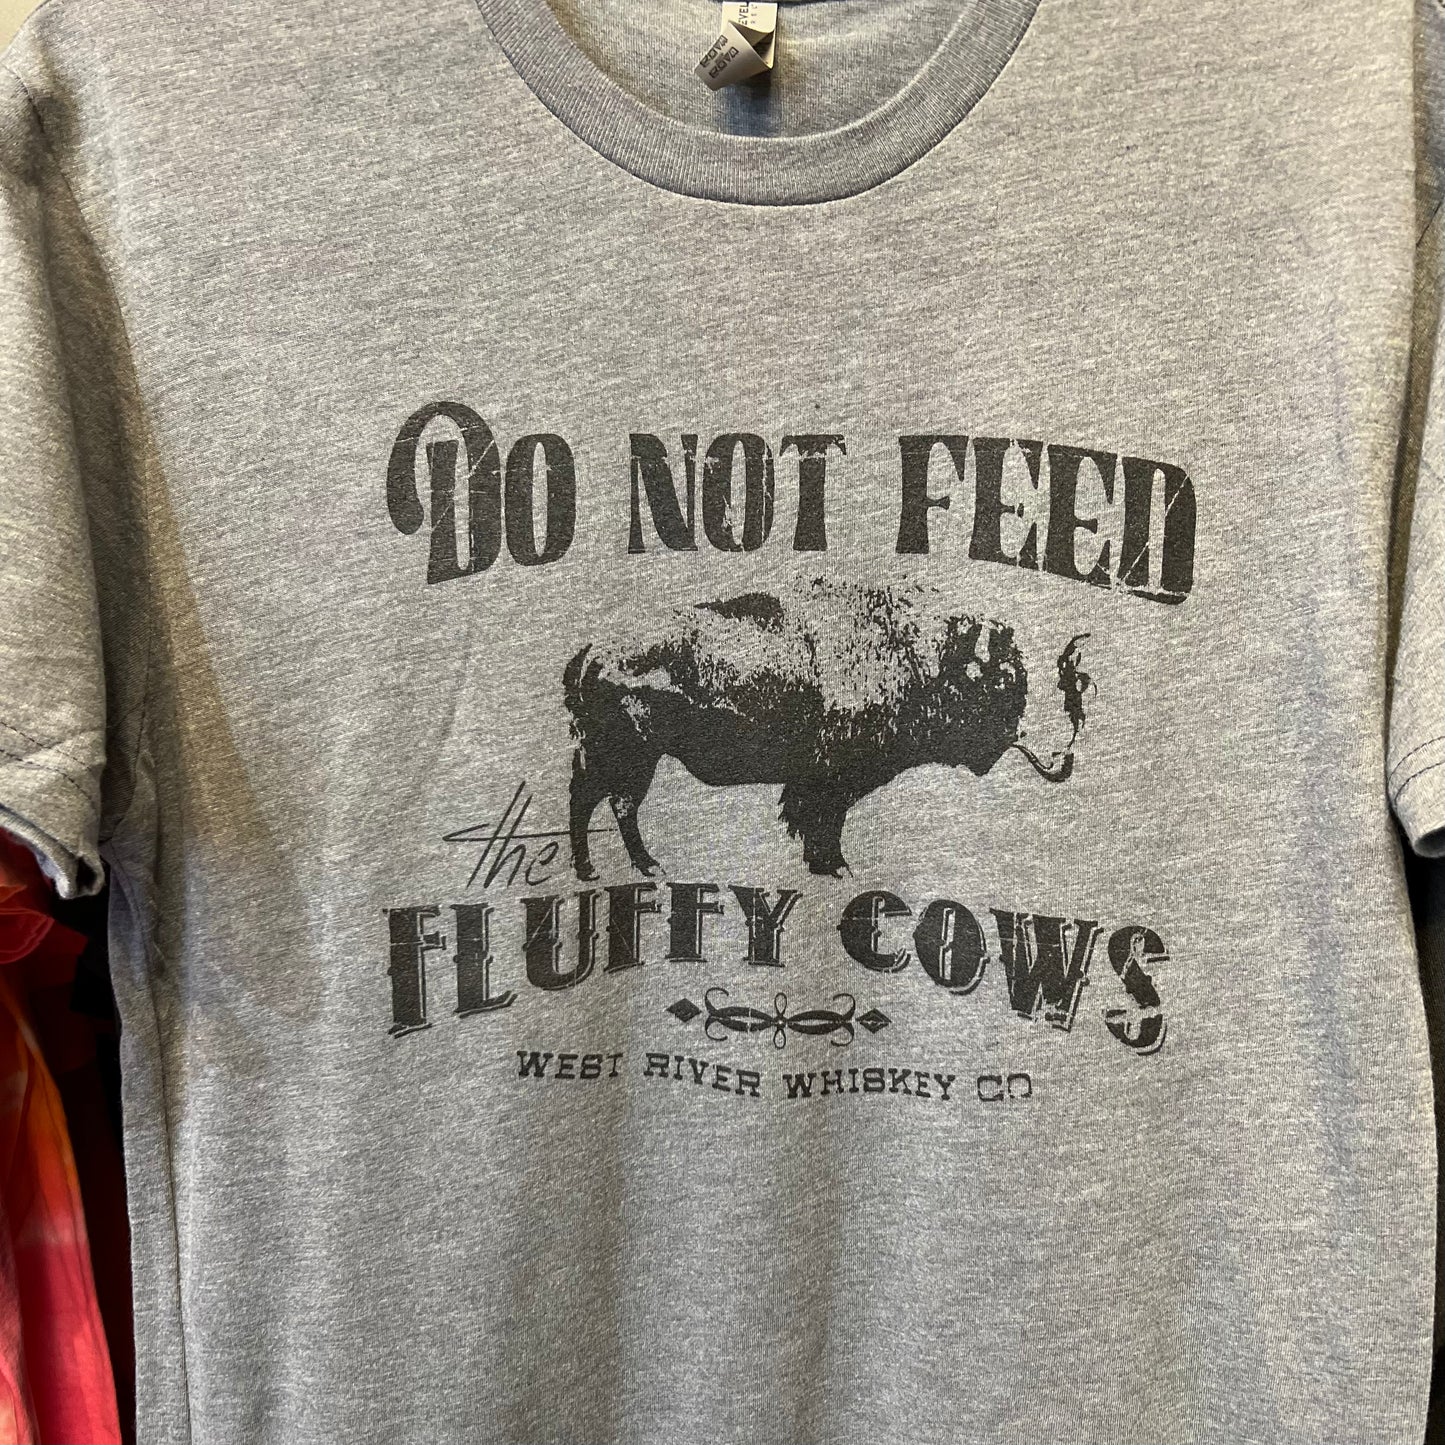 DO NOT FEED
the
FLUFFY COWS
WEST RIVER WHISKEY CO